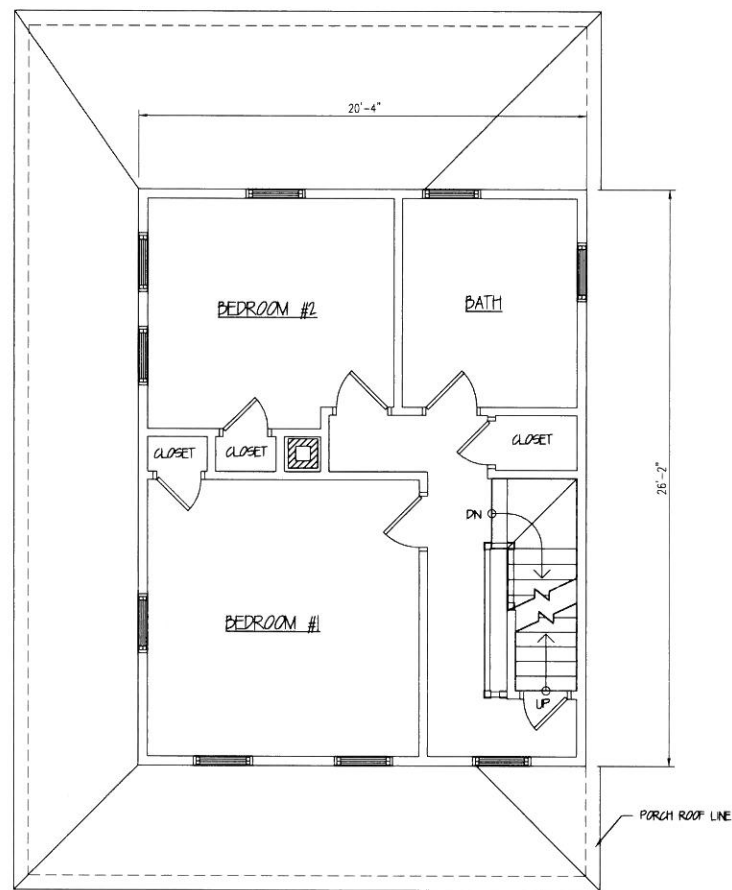 20'-4"
BEDROOM #2
BATH
CLOSET
CLOSET
CLOSET
DN
26'-2"
BEDROOM #1
UP
PORCH ROOF LINE